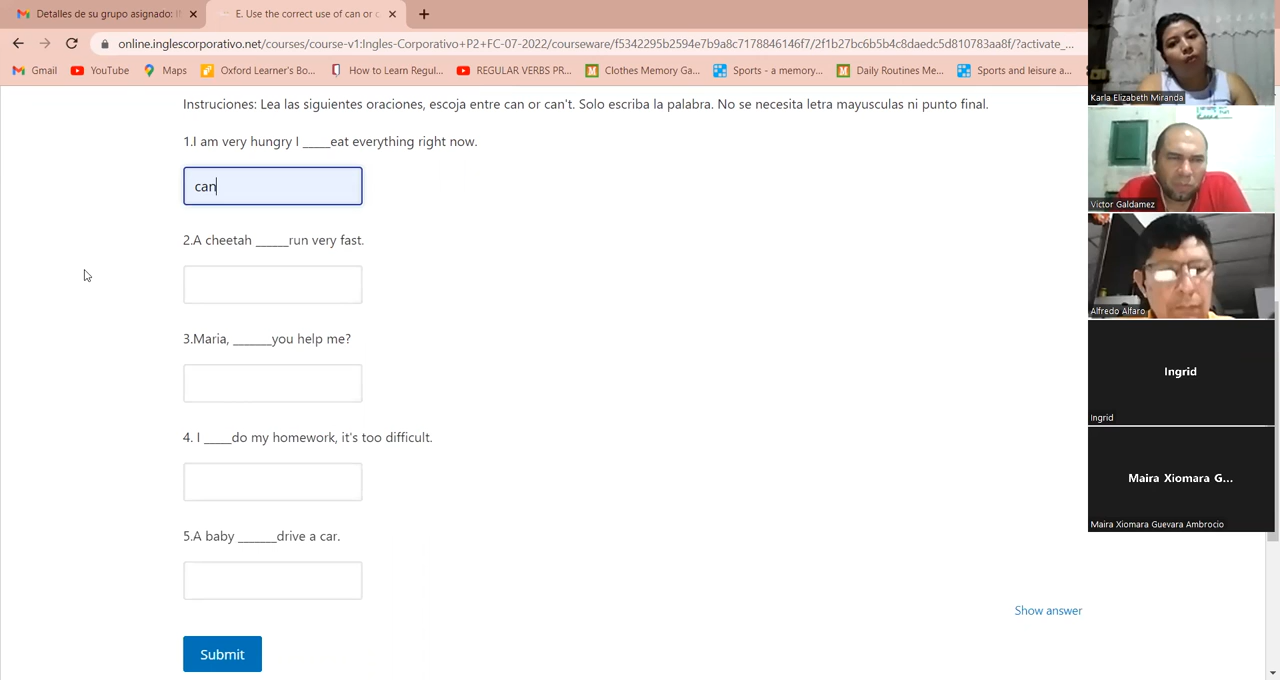 Detalles de su grupo asignado: I
E. Use the correct use of can or c
online.inglescorporativo.net/courses/course-v1:Ingles-Corporativo+P2+FC-07-2022/courseware/f5342295b2594e7b9a8c7178846146f7/2f1b27bc6b5b4c8daedc5d810783aa8f/?activate_...
Gmail YouTube Maps Oxford Learner's Bo... How to Learn Regul... REGULAR VERBS PR... Clothes Memory Ga... Sports - a memory... Daily Routines Me... Sports and leisure a...
Instruciones: Lea las siguientes oraciones y elija entre can or can't. Solo escriba la palabra. No se necesita letra mayusculas ni punto final.
1.I am very hungry I _____eat everything right now.
can
2.A cheetah ______run very fast.
3.Maria, _______you help me?
4. I _____do my homework, it's too difficult.
5.A baby _______drive a car.
Show answer
Submit
Karla Elizabeth Miranda
Victor Galdamez
Alfredo Alfaro
Ingrid
Ingrid
Maira Xiomara G...
Maira Xiomara Guevara Ambrocio